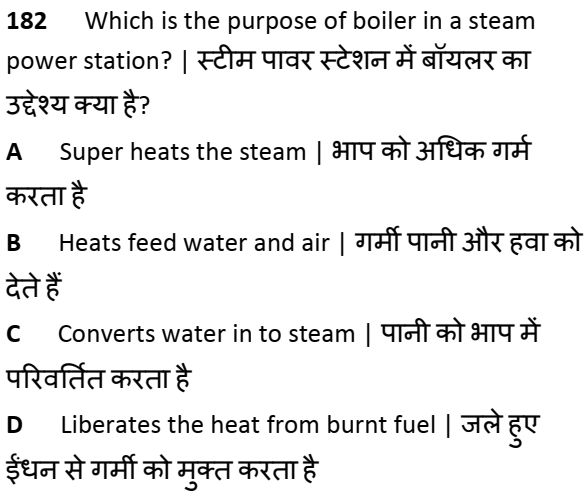 182 Which is the purpose of boiler in a steam
power station? | स्टीम पावर स्टेशन में बॉयलर का
उद्देश्य क्या है?
A Super heats the steam | भाप को अधिक गर्म
करता है
B Heats feed water and air | गर्मी पानी और हवा को
देते हैं
C Converts water in to steam | पानी को भाप में
परिवर्तित करता है
D Liberates the heat from burnt fuel | जले हुए
ईंधन से गर्मी को मुक्त करता है